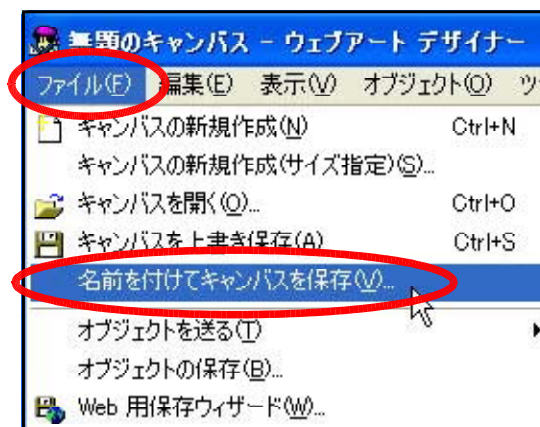 無題のキャンバス - ウェブアート デザイナー
ファイル(F) 編集(E) 表示(V) オブジェクト(O) ツ
キャンバスの新規作成(N) Ctrl+N
キャンバスの新規作成(サイズ指定)(S)...
キャンバスを開く(O)... Ctrl+O
キャンバスを上書き保存(A) Ctrl+S
名前を付けてキャンバスを保存(V)...
オブジェクトを送る(T)
オブジェクトの保存(B)...
Web 用保存ウィザード(W)...